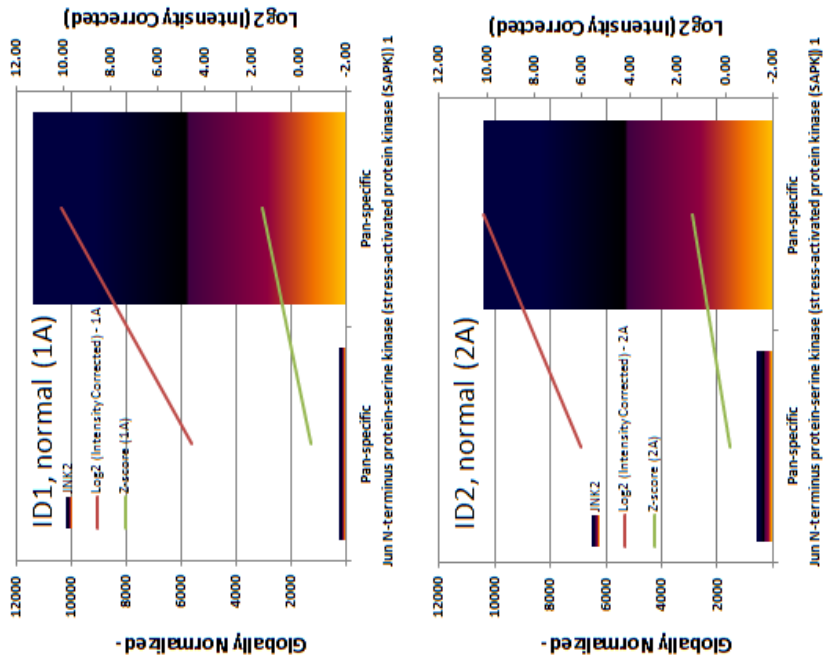 ID1, normal (1A)
JNK2
Log2 (Intensity Corrected) - 1A
Z-score (1A)
Globally Normalized -
12000
10000
8000
6000
4000
2000
Log2 (Intensity Corrected)
12.00
10.00
8.00
6.00
4.00
2.00
0.00
-2.00
Pan-specific
Pan-specific
Jun N-terminus protein-serine kinase (stress-activated protein kinase (SAPK)) 1
ID2, normal (2A)
JNK2
Log2 (Intensity Corrected) - 2A
Z-score (2A)
Globally Normalized -
12000
10000
8000
6000
4000
2000
Log2 (Intensity Corrected)
12.00
10.00
8.00
6.00
4.00
2.00
0.00
-2.00
Pan-specific
Pan-specific
Jun N-terminus protein-serine kinase (stress-activated protein kinase (SAPK)) 1